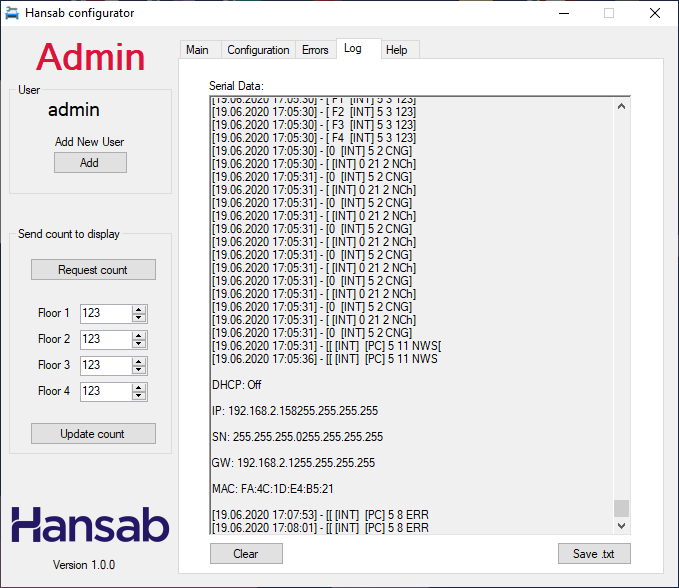 Hansab configurator
Admin
User
admin
Add New User
Add
Send count to display
Request count
Floor 1 123
Floor 2 123
Floor 3 123
Floor 4 123
Update count
Hansab
Version 1.0.0
Main Configuration Errors Log Help
Serial Data:
[19.06.2020 17:05:30] - [ F1 [INT] 5 3 123]
[19.06.2020 17:05:30] - [ F2 [INT] 5 3 123]
[19.06.2020 17:05:30] - [ F3 [INT] 5 3 123]
[19.06.2020 17:05:30] - [ F4 [INT] 5 3 123]
[19.06.2020 17:05:30] - [0 [INT] 5 2 CNG]
[19.06.2020 17:05:30] - [ [INT] 0 21 2 NCh]
[19.06.2020 17:05:31] - [0 [INT] 5 2 CNG]
[19.06.2020 17:05:31] - [ [INT] 0 21 2 NCh]
[19.06.2020 17:05:31] - [0 [INT] 5 2 CNG]
[19.06.2020 17:05:31] - [ [INT] 0 21 2 NCh]
[19.06.2020 17:05:31] - [0 [INT] 5 2 CNG]
[19.06.2020 17:05:31] - [ [INT] 0 21 2 NCh]
[19.06.2020 17:05:31] - [0 [INT] 5 2 CNG]
[19.06.2020 17:05:31] - [ [INT] 0 21 2 NCh]
[19.06.2020 17:05:31] - [0 [INT] 5 2 CNG]
[19.06.2020 17:05:31] - [ [INT] 0 21 2 NCh]
[19.06.2020 17:05:31] - [0 [INT] 5 2 CNG]
[19.06.2020 17:05:31] - [ [INT] 0 21 2 NCh]
[19.06.2020 17:05:31] - [0 [INT] 5 2 CNG]
[19.06.2020 17:05:31] - [[ [INT] [PC] 5 11 NWS[
[19.06.2020 17:05:36] - [[ [INT] [PC] 5 11 NWS
DHCP: Off
IP: 192.168.2.158255.255.255.255
SN: 255.255.255.0255.255.255.255
GW: 192.168.2.1255.255.255.255
MAC: FA:4C:1D:E4:B5:21
[19.06.2020 17:07:53] - [[ [INT] [PC] 5 8 ERR
[19.06.2020 17:08:01] - [[ [INT] [PC] 5 8 ERR
Clear
Save .txt